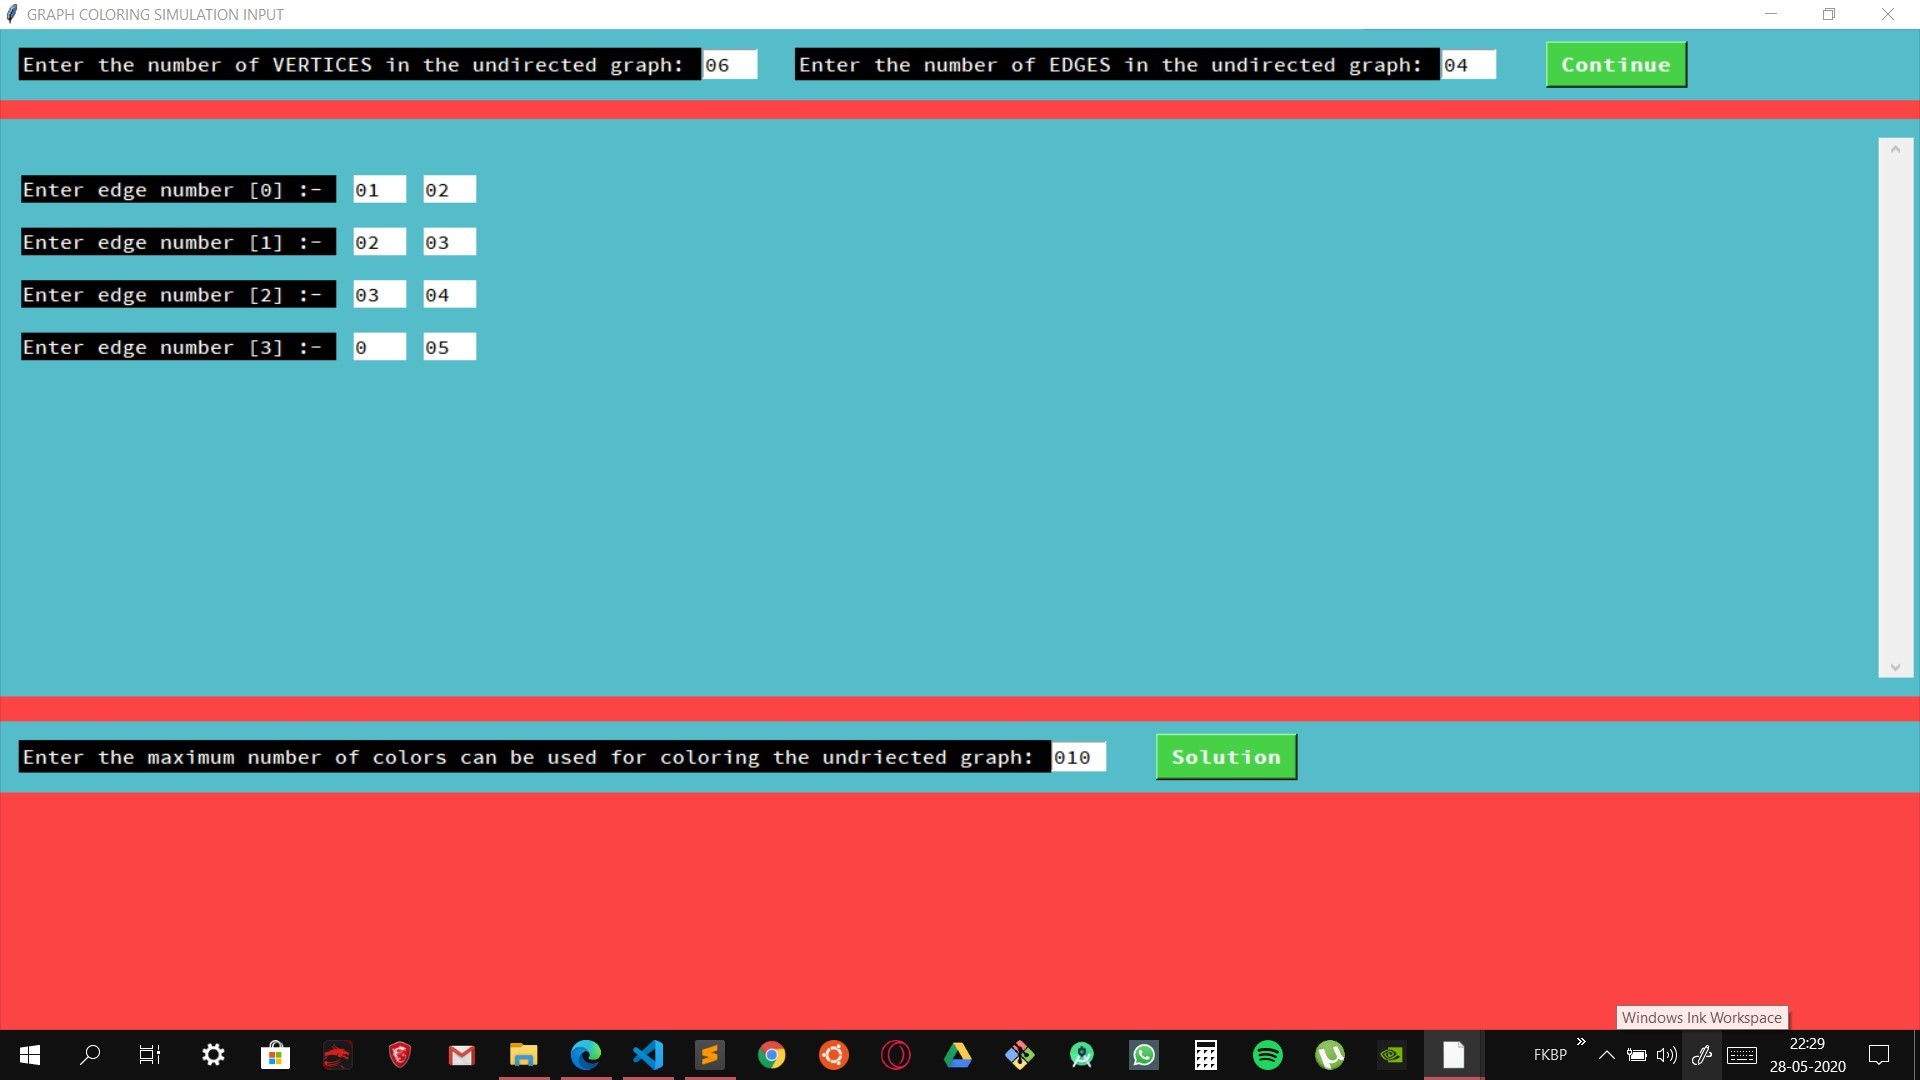 GRAPH COLORING SIMULATION INPUT
Enter the number of VERTICES in the undirected graph: 06 Enter the number of EDGES in the undirected graph: 04 Continue
Enter edge number [0] :- 01 02
Enter edge number [1] :- 02 03
Enter edge number [2] :- 03 04
Enter edge number [3] :- 0 05
Enter the maximum number of colors can be used for coloring the undriected graph: 010 Solution
Windows Ink Workspace
FKBP
22:29
28-05-2020